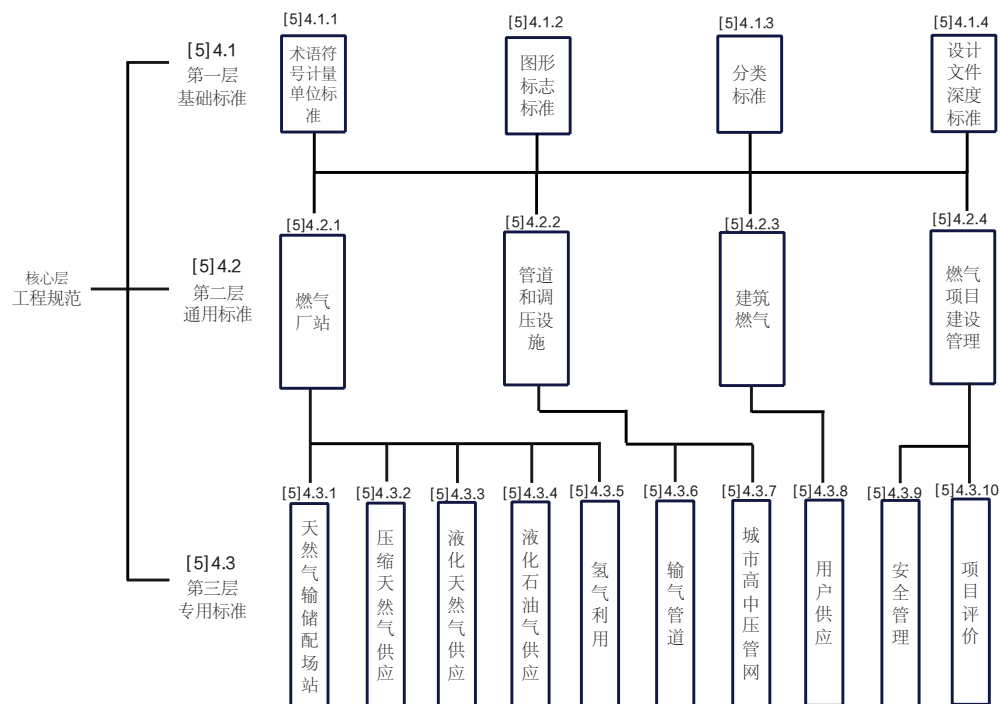 [5]4.1.1
[5]4.1.2
[5]4.1.3
[5]4.1.4
[5]4.1
第一层
基础标准
术语符
号计量
单位标
准
图形
标志
标准
分类
标准
设计
文件
深度
标准
[5]4.2.1
[5]4.2.2
[5]4.2.3
[5]4.2.4
核心层
工程规范
[5]4.2
第二层
通用标准
燃气
厂站
管道
和调
压设
施
建筑
燃气
燃气
项目
建设
管理
[5]4.3.1
[5]4.3.2
[5]4.3.3
[5]4.3.4
[5]4.3.5
[5]4.3.6
[5]4.3.7
[5]4.3.8
[5]4.3.9
[5]4.3.10
[5]4.3
第三层
专用标准
天然气输储配场站
压缩天然气供应
液化天然气供应
液化石油气供应
氢气利用
输气管道
城市高中压管网
用户供应
安全管理
项目评价